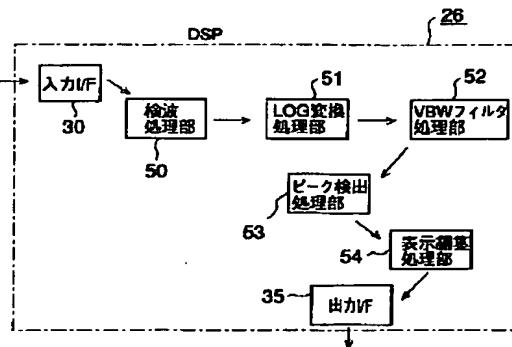 DSP
26
入力I/F
30
検波
処理部
50
51
LOG変換
処理部
52
VBWフィルタ
処理部
ピーク検出
処理部
53
表示編集
処理部
54
35
出力I/F